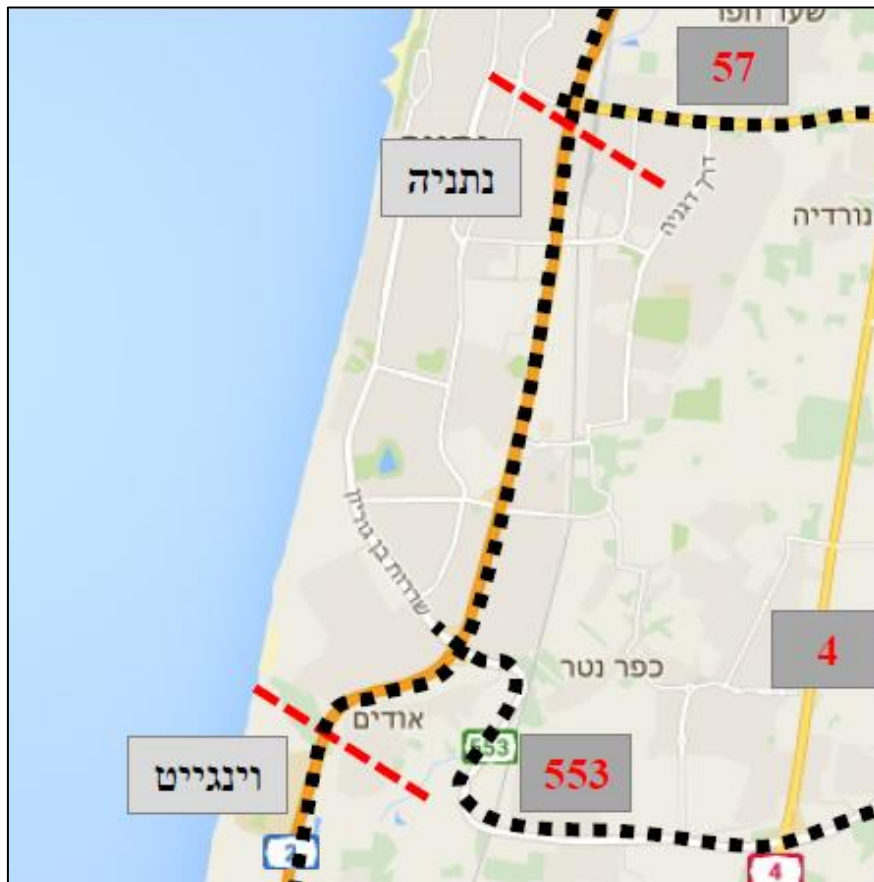 שער חפר
57
נתניה
דרך דגניה
נורדיה
שדרות בן גוריון
כפר נטר
4
אודים
553
553
וינגייט
2
4